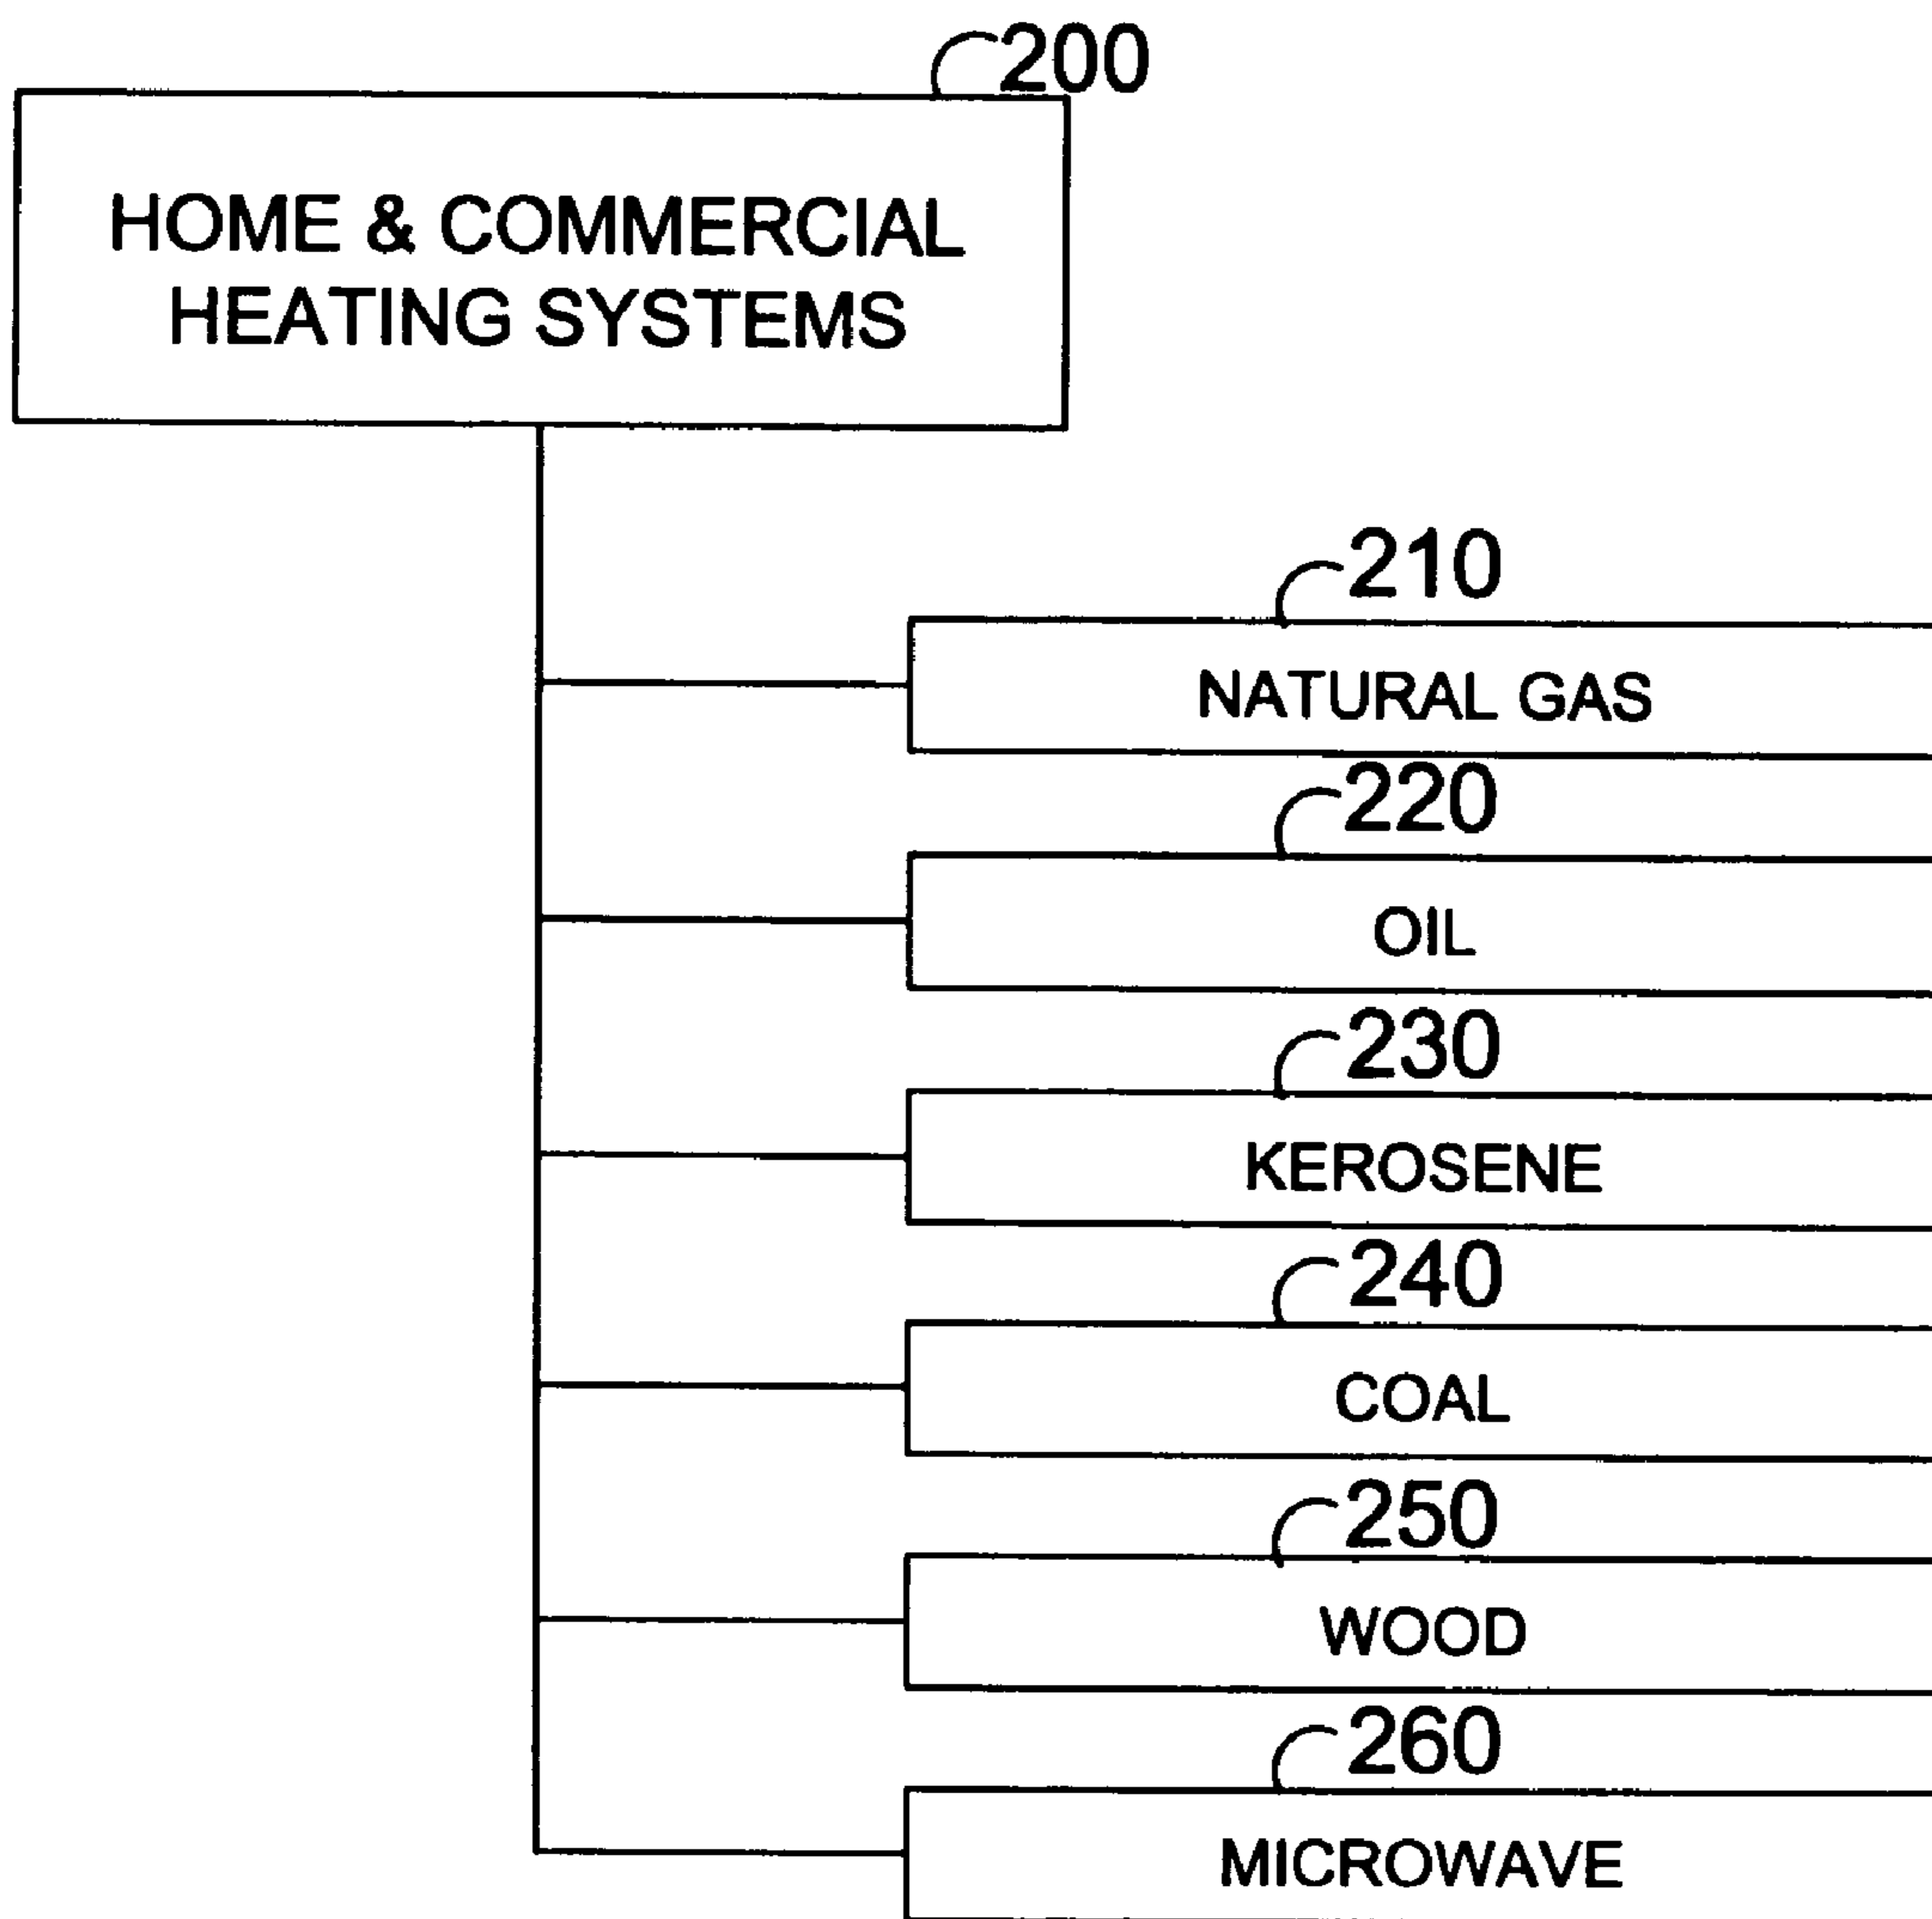 200
HOME & COMMERCIAL
HEATING SYSTEMS
210
NATURAL GAS
220
OIL
230
KEROSENE
240
COAL
250
WOOD
260
MICROWAVE